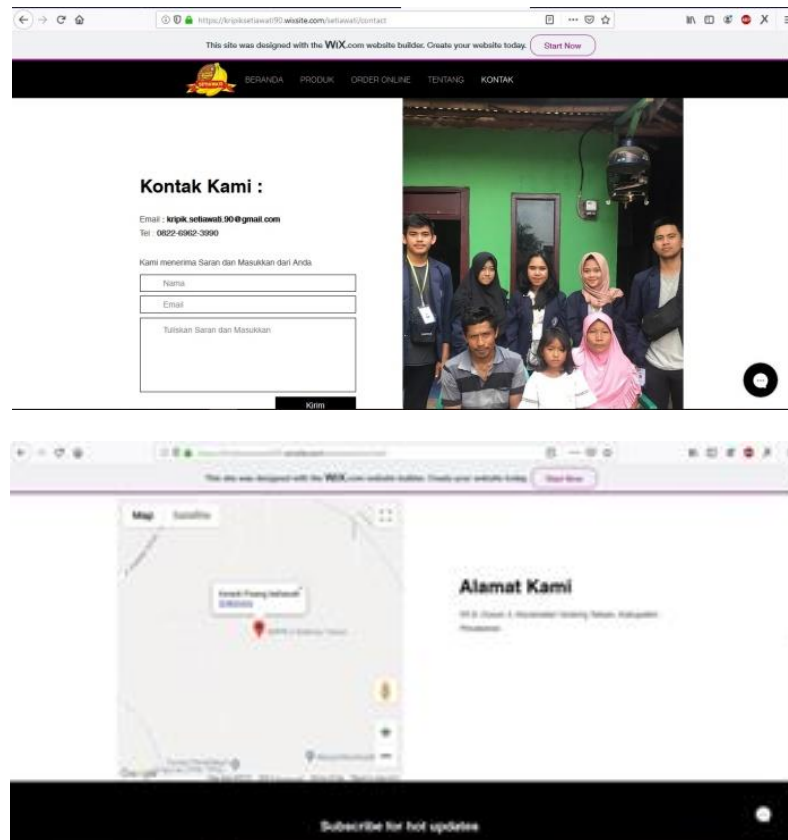 https://kripiksetiawati90.wixsite.com/setiawati/contact
This site was designed with the WiX.com website builder. Create your website today. Start Now
SETIAWATI BERANDA PRODUK ORDER ONLINE TENTANG KONTAK
Kontak Kami :
Email : kripik.setiawati.90@gmail.com
Tel : 0822-6962-3990
Kami menerima Saran dan Masukkan dari Anda
Nama
Email
Tuliskan Saran dan Masukkan
Kirim
This site was designed with the WiX.com website builder. Create your website today. Start Now
Map Satellite
Alamat Kami
Subscribe for hot updates